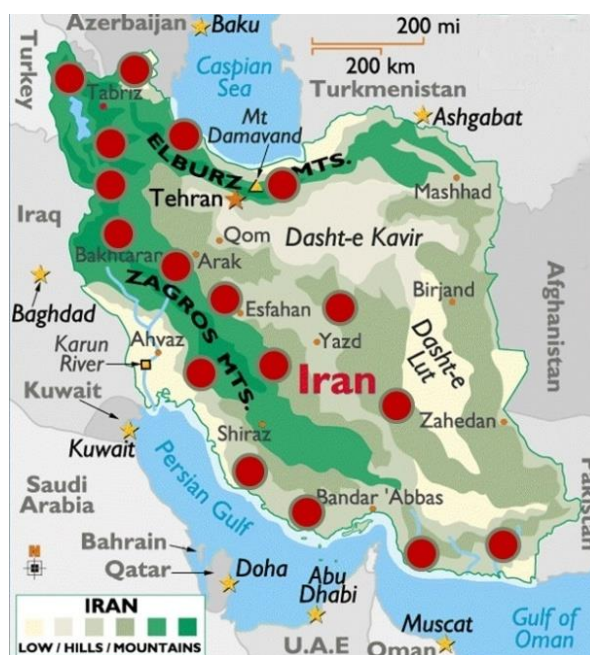 Azerbaijan
Baku
200 mi
200 km
Turkey
Caspian
Sea
Turkmenistan
Tabriz
Mt
Damavand
Ashgabat
ELBURZ
MTS.
Tehran
Mashhad
Iraq
Qom
Dasht-e Kavir
Bakhtaran
Arak
Baghdad
ZAGROS
MTS.
Esfahan
Birjand
Afghanistan
Karun
River
Ahvaz
Yazd
Dasht-e
Lut
Iran
Kuwait
Kuwait
Shiraz
Zahedan
Saudi
Arabia
Persian Gulf
Bandar 'Abbas
Pakistan
Bahrain
N
Qatar
Doha
Abu
Dhabi
IRAN
LOW / HILLS / MOUNTAINS
U.A.E
Oman
Muscat
Gulf of
Oman